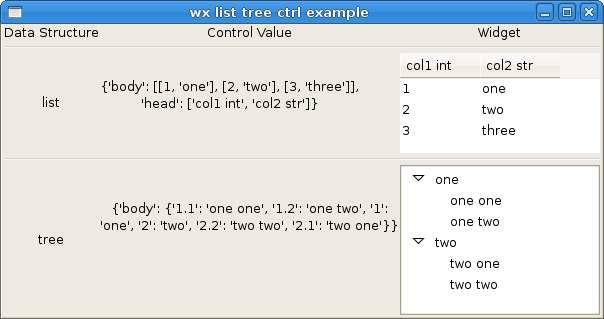 wx list tree ctrl example
Data Structure Control Value Widget
list
{'body': [[1, 'one'], [2, 'two'], [3, 'three']],
'head': ['col1 int', 'col2 str']}
col1 int col2 str
1 one
2 two
3 three
tree
{'body': {'1.1': 'one one', '1.2': 'one two', '1':
'one', '2': 'two', '2.2': 'two two', '2.1': 'two one'}}
one
one one
one two
two
two one
two two